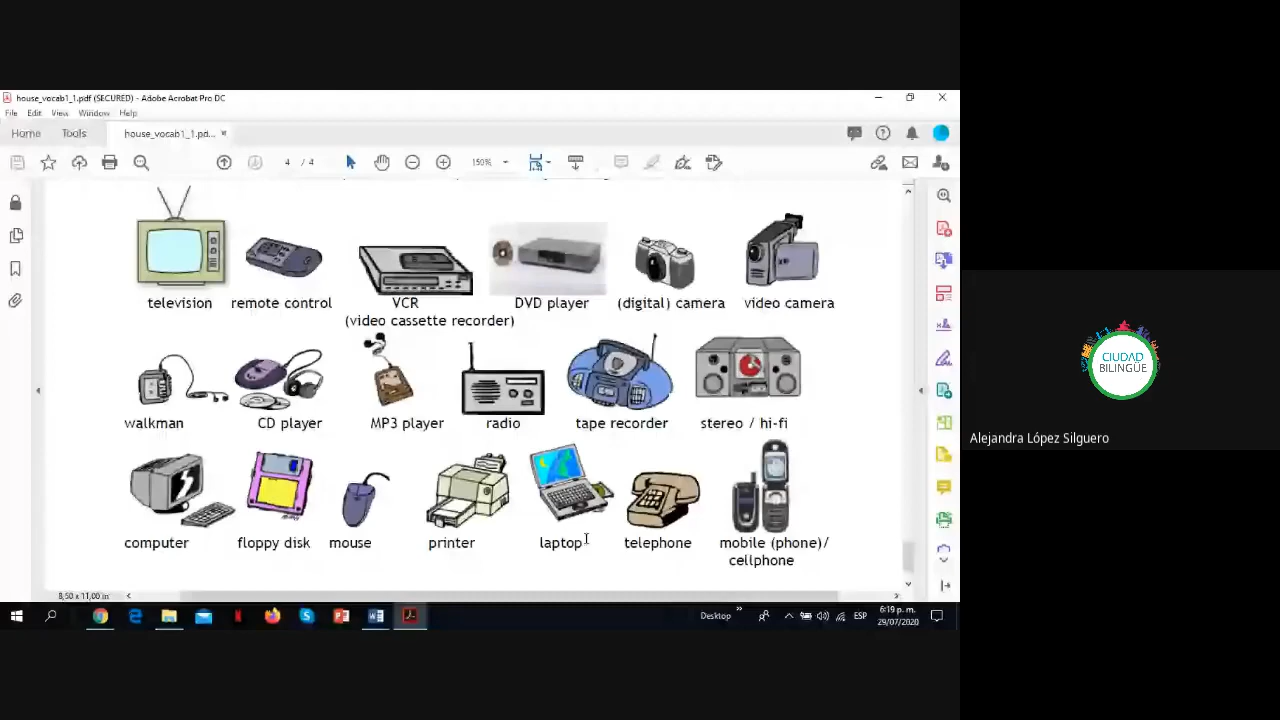 house_vocab1_1.pdf (SECURED) - Adobe Acrobat Pro DC
File Edit View Window Help
Home Tools house_vocab1_1.pd... ×
4 / 4 150%
television remote control VCR DVD player (digital) camera video camera
(video cassette recorder)
walkman CD player MP3 player radio tape recorder stereo / hi-fi
computer floppy disk mouse printer laptop telephone mobile (phone)/
cellphone
8,50 x 11,00 in
Desktop » ESP 6:19 p. m.
29/07/2020
CIUDAD
BILINGÜE
Alejandra López Silguero